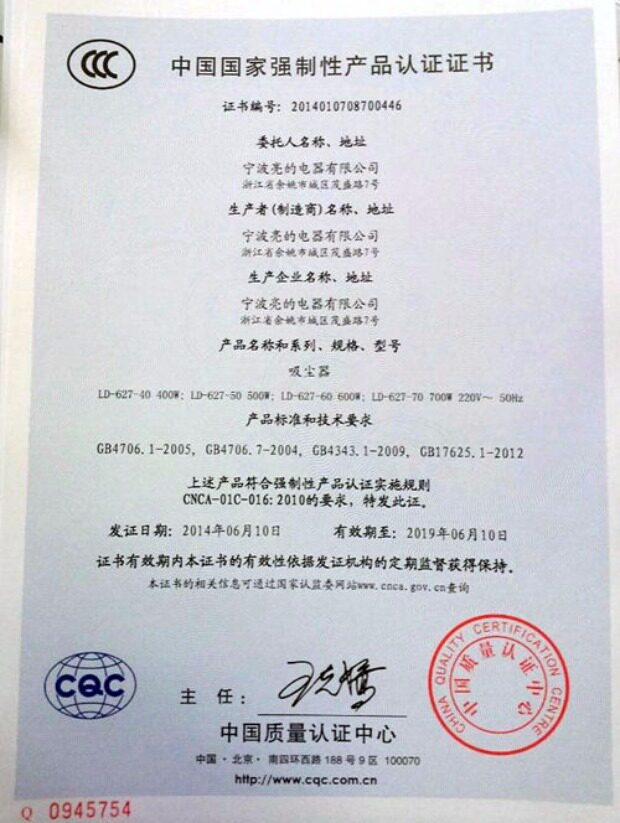 CCC
中国国家强制性产品认证证书
证书编号：2014010708700446
委托人名称、地址
宁波亮的电器有限公司
浙江省余姚市城区茂盛路7号
生产者(制造商)名称、地址
宁波亮的电器有限公司
浙江省余姚市城区茂盛路7号
生产企业名称、地址
宁波亮的电器有限公司
浙江省余姚市城区茂盛路7号
产品名称和系列、规格、型号
吸尘器
LD-627-40 400W; LD-627-50 500W; LD-627-60 600W; LD-627-70 700W 220V～ 50Hz
产品标准和技术要求
GB4706.1-2005, GB4706.7-2004, GB4343.1-2009, GB17625.1-2012
上述产品符合强制性产品认证实施规则
CNCA-01C-016:2010的要求，特发此证。
发证日期：2014年06月10日 有效期至：2019年06月10日
证书有效期内本证书的有效性依据发证机构的定期监督获得保持。
本证书的相关信息可通过国家认监委网站www.cnca.gov.cn查询
CHINA QUALITY CERTIFICATION CENTRE
中国质量认证中心
CQC
主 任：
中国质量认证中心
中国·北京·南四环西路188号9区 100070
http://www.cqc.com.cn
Q 0945754